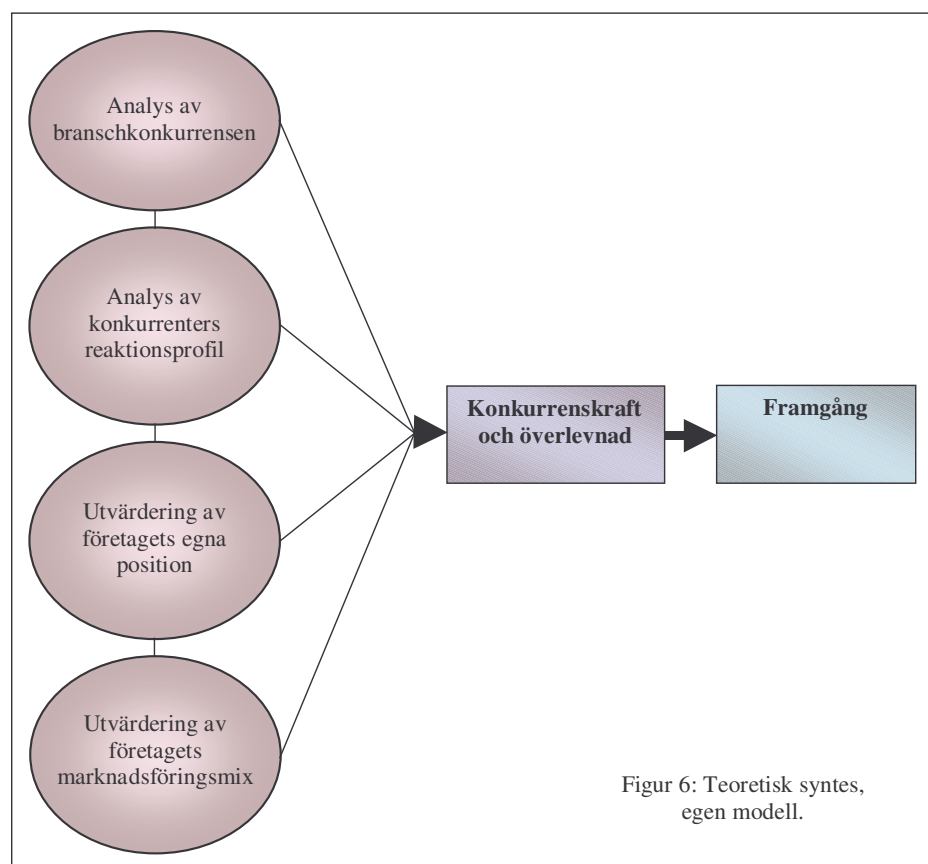 Analys av
branschkonkurrensen
Analys av
konkurrenters
reaktionsprofil
Utvärdering av
företagets egna
position
Utvärdering av
företagets
marknadsföringsmix
Konkurrenskraft
och överlevnad
Framgång
Figur 6: Teoretisk syntes,
egen modell.